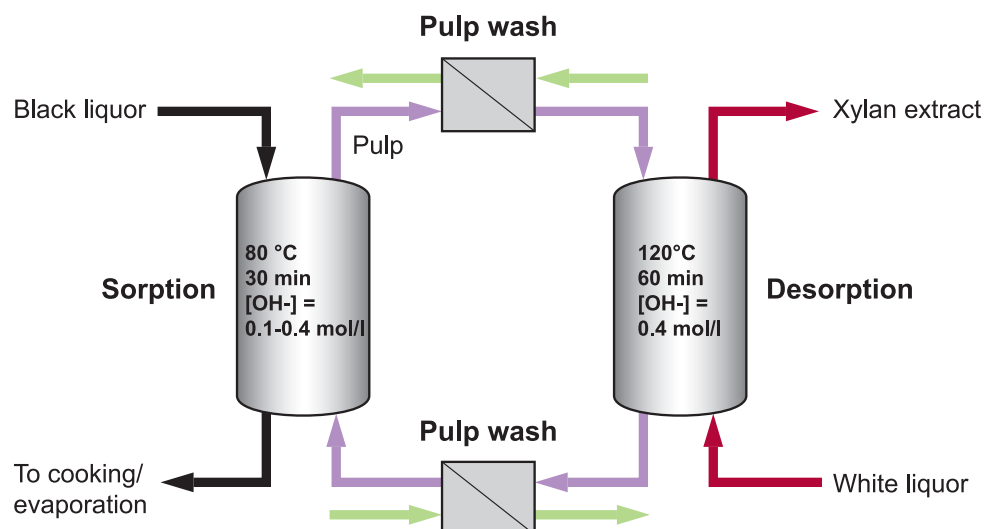 Pulp wash
Black liquor
Xylan extract
Pulp
80 °C
30 min
[OH-] =
0.1-0.4 mol/l
Sorption
120°C
60 min
[OH-] =
0.4 mol/l
Desorption
Pulp wash
To cooking/
evaporation
White liquor